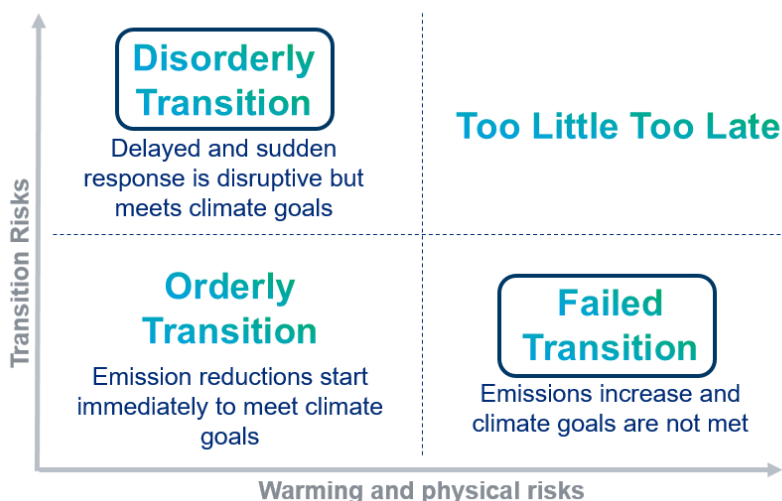 Disorderly
Transition
Delayed and sudden
response is disruptive but
meets climate goals
Too Little Too Late
Orderly
Transition
Emission reductions start
immediately to meet climate
goals
Failed
Transition
Emissions increase and
climate goals are not met
Transition Risks
Warming and physical risks